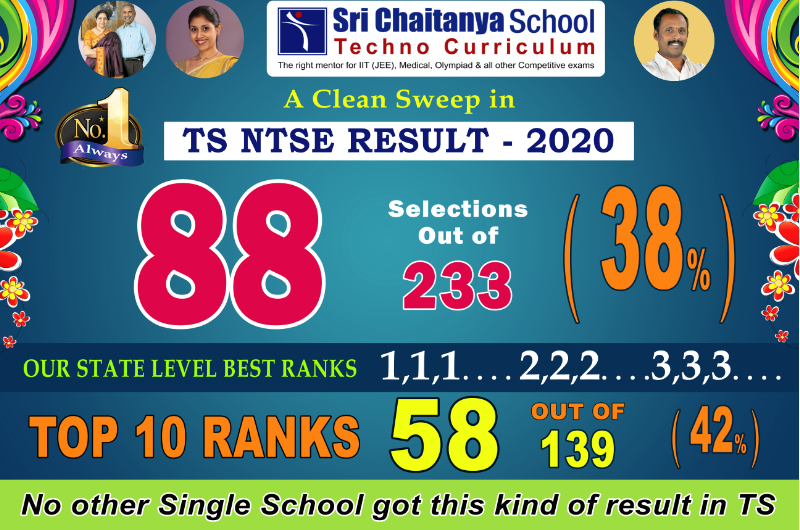 Sri Chaitanya School
Techno Curriculum
The right mentor for IIT (JEE), Medical, Olympiad & all other Competitive exams
A Clean Sweep in
No. 1
Always
TS NTSE RESULT - 2020
88
Selections
Out of
233
( 38% )
OUR STATE LEVEL BEST RANKS 1,1,1.... 2,2,2....3,3,3....
TOP 10 RANKS 58 OUT OF 139 ( 42% )
No other Single School got this kind of result in TS